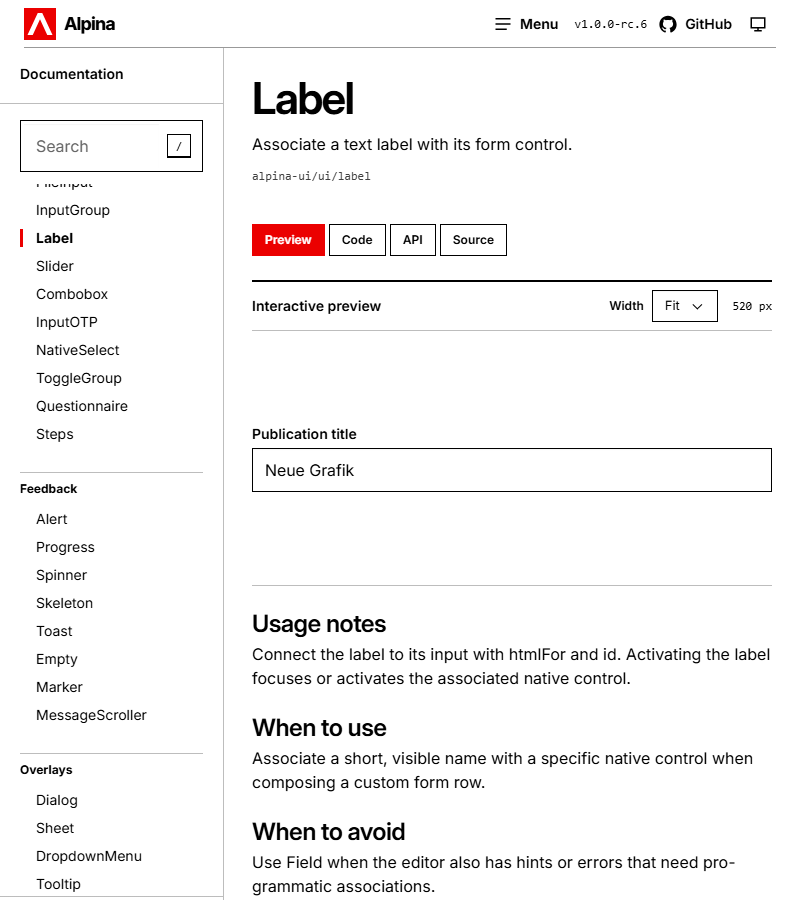 Alpina
Menu
v1.0.0-rc.6
GitHub
Documentation
Search
/
FileInput
InputGroup
Label
Slider
Combobox
InputOTP
NativeSelect
ToggleGroup
Questionnaire
Steps
Feedback
Alert
Progress
Spinner
Skeleton
Toast
Empty
Marker
MessageScroller
Overlays
Dialog
Sheet
DropdownMenu
Tooltip
Label
Associate a text label with its form control.
alpina-ui/ui/label
Preview
Code
API
Source
Interactive preview
Width
Fit
520 px
Publication title
Neue Grafik
Usage notes
Connect the label to its input with htmlFor and id. Activating the label
focuses or activates the associated native control.
When to use
Associate a short, visible name with a specific native control when
composing a custom form row.
When to avoid
Use Field when the editor also has hints or errors that need pro-
grammatic associations.